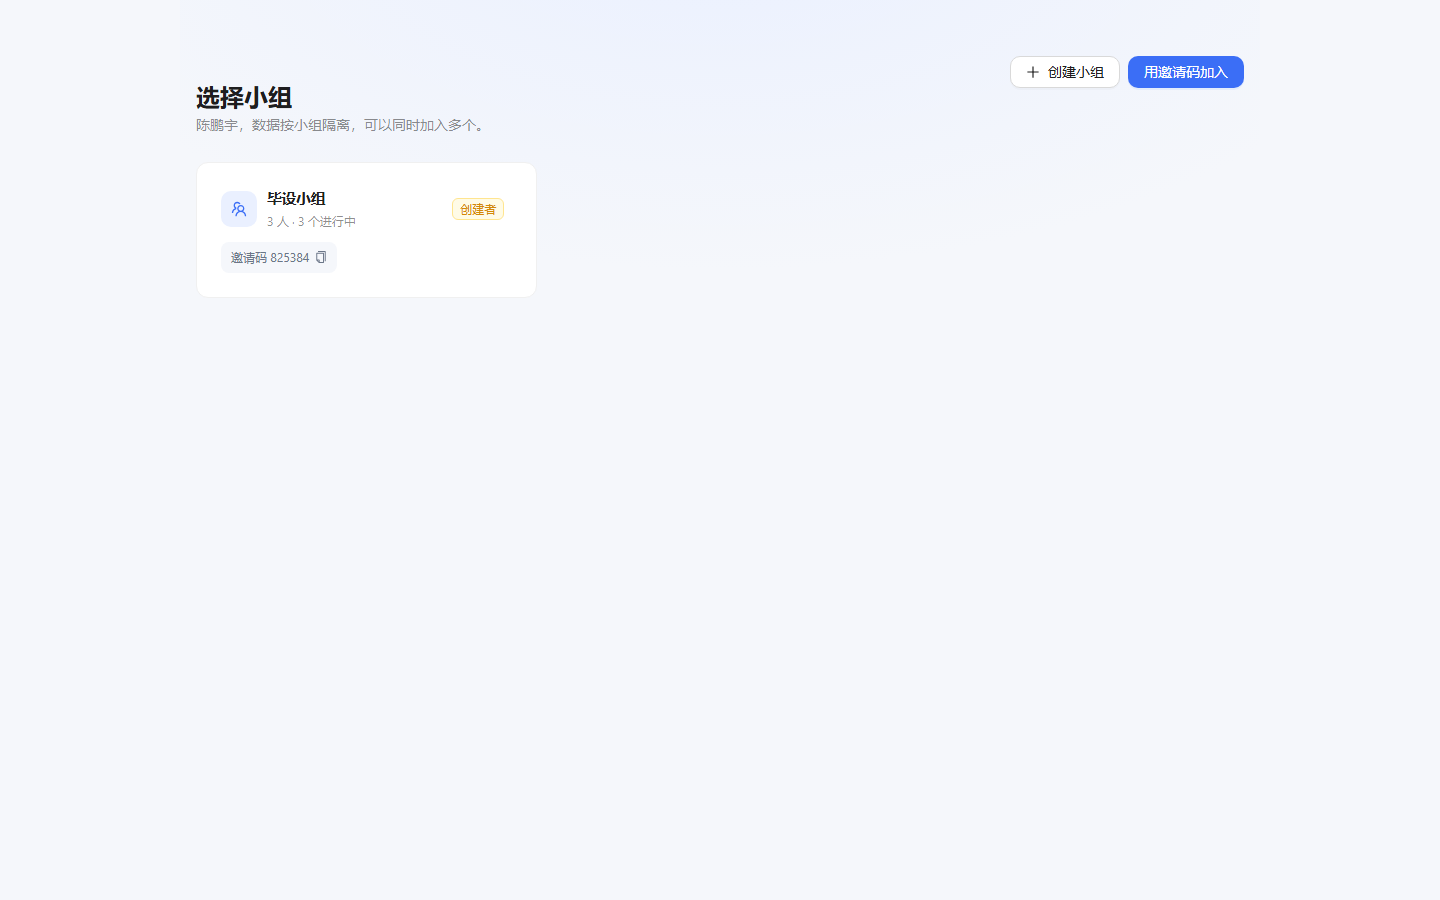 创建小组
用邀请码加入
选择小组
陈鹏宇，数据按小组隔离，可以同时加入多个。
毕设小组
创建者
3 人 · 3 个进行中
邀请码 825384